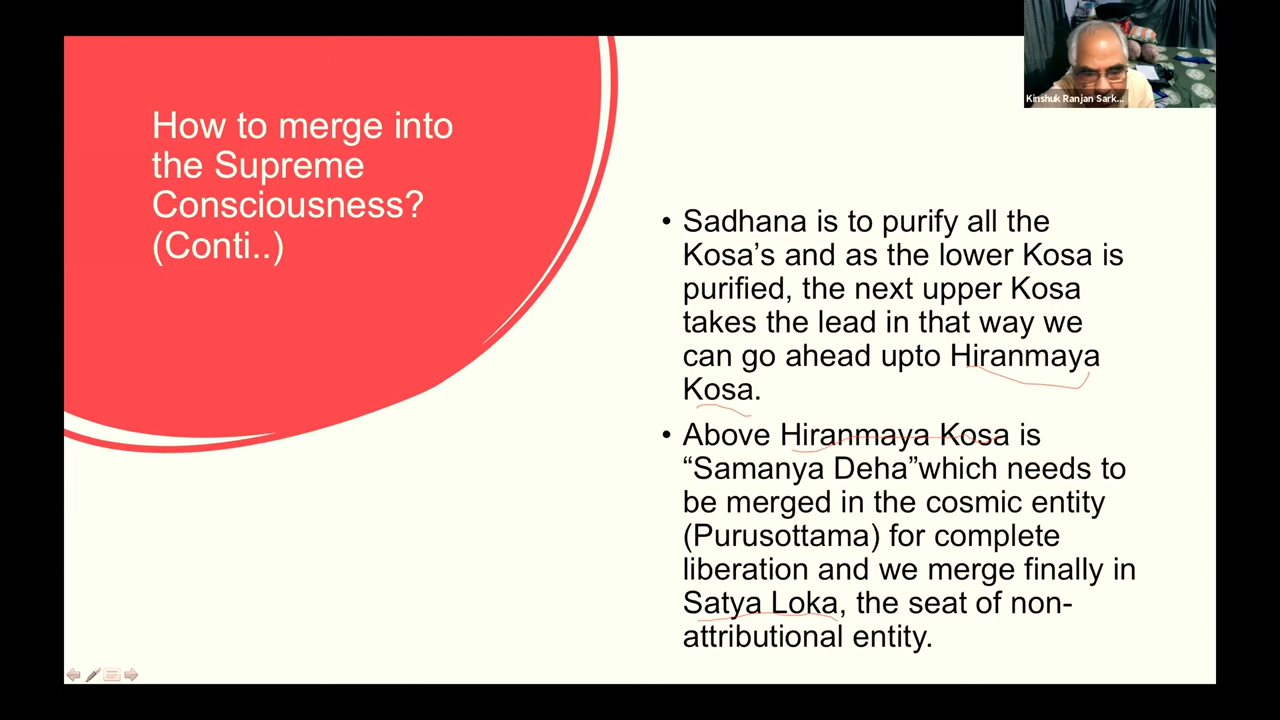 How to merge into
the Supreme
Consciousness?
(Conti..)
Kinshuk Ranjan Sark...
• Sadhana is to purify all the
Kosa’s and as the lower Kosa is
purified, the next upper Kosa
takes the lead in that way we
can go ahead upto Hiranmaya
Kosa.
• Above Hiranmaya Kosa is
“Samanya Deha”which needs to
be merged in the cosmic entity
(Purusottama) for complete
liberation and we merge finally in
Satya Loka, the seat of non-
attributional entity.